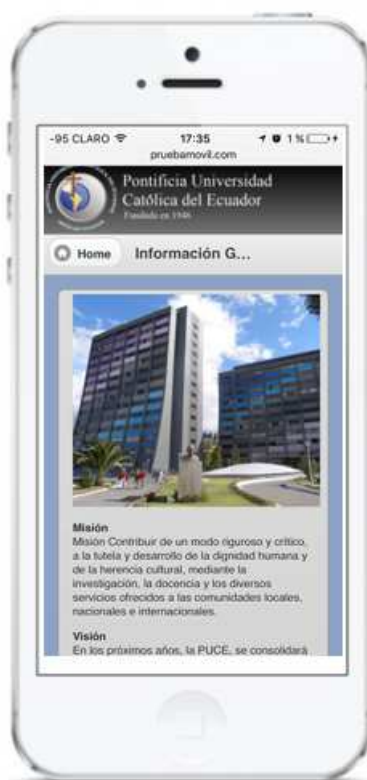 -95 CLARO 17:35 1 %
pruebamovil.com
Pontificia Universidad
Católica del Ecuador
Fundada en 1946
Home Información G...
Misión
Misión Contribuir de un modo riguroso y crítico,
a la tutela y desarrollo de la dignidad humana y
de la herencia cultural, mediante la
investigación, la docencia y los diversos
servicios ofrecidos a las comunidades locales,
nacionales e internacionales.
Visión
En los próximos años, la PUCE, se consolidará